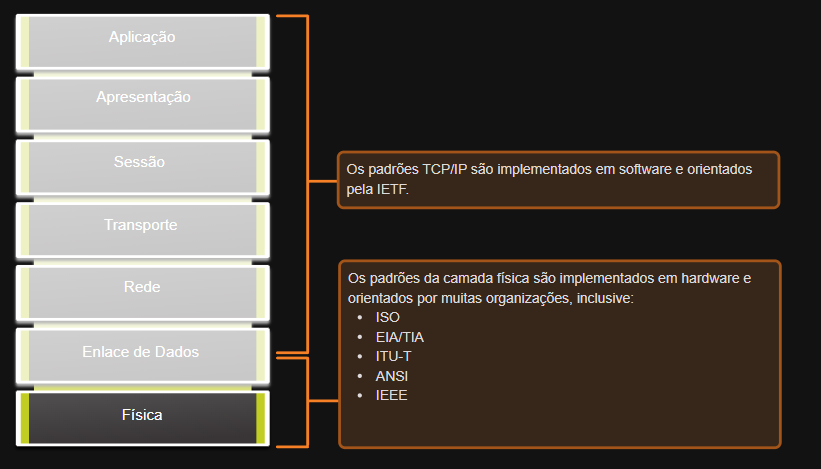 Aplicação
Apresentação
Sessão
Transporte
Rede
Enlace de Dados
Física
Os padrões TCP/IP são implementados em software e orientados
pela IETF.
Os padrões da camada física são implementados em hardware e
orientados por muitas organizações, inclusive:
• ISO
• EIA/TIA
• ITU-T
• ANSI
• IEEE